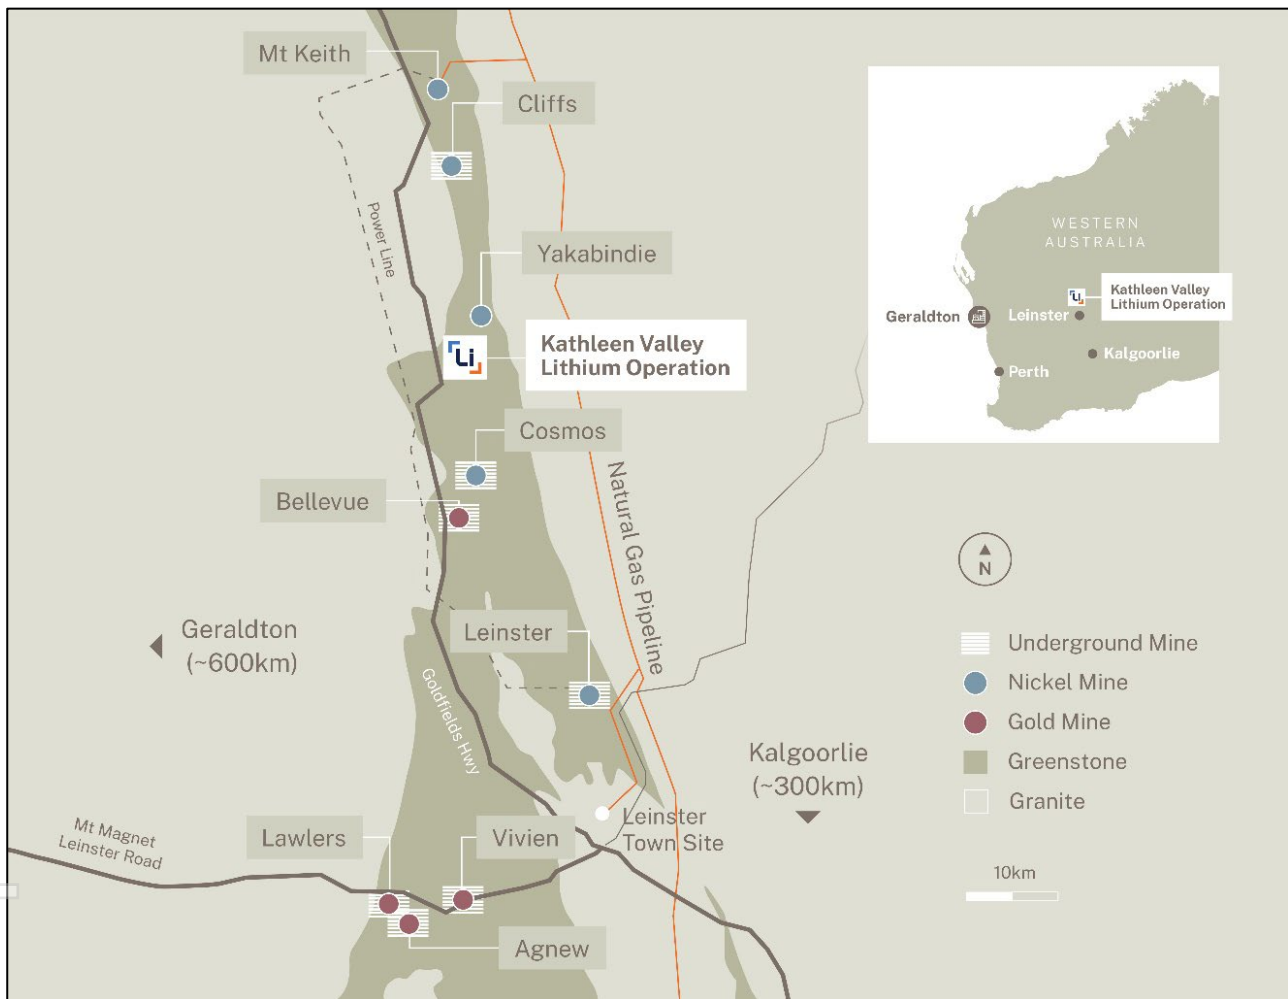 Mt Keith
Cliffs
Power Line
Yakabindie
Li
Kathleen Valley
Lithium Operation
Cosmos
Bellevue
Natural Gas Pipeline
Leinster
Geraldton
(~600km)
Goldfields Hwy
Kalgoorlie
(~300km)
Leinster
Town Site
Mt Magnet
Leinster Road
Lawlers
Vivien
Agnew
WESTERN
AUSTRALIA
Li
Kathleen Valley
Lithium Operation
Geraldton
Leinster
Kalgoorlie
Perth
N
Underground Mine
Nickel Mine
Gold Mine
Greenstone
Granite
10km